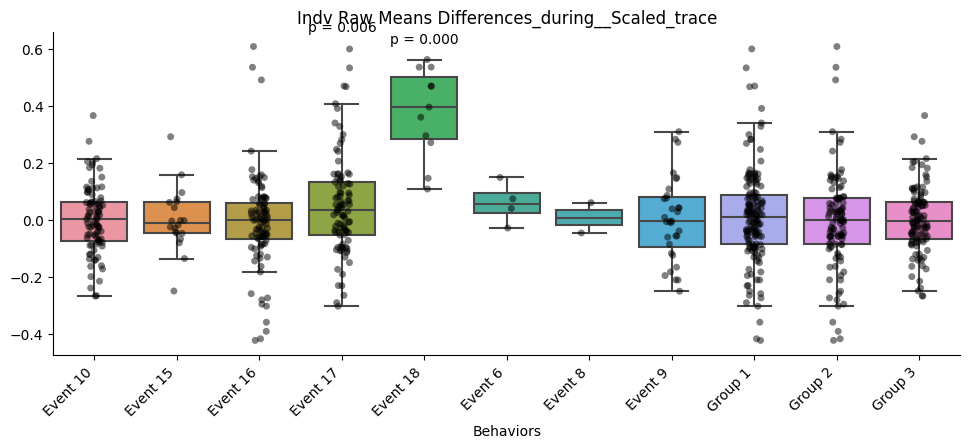 Indv Raw Means Differences_during__Scaled_trace
p = 0.006
p = 0.000
0.6
0.4
0.2
0.0
−0.2
−0.4
Event 10
Event 15
Event 16
Event 17
Event 18
Event 6
Event 8
Event 9
Group 1
Group 2
Group 3
Behaviors